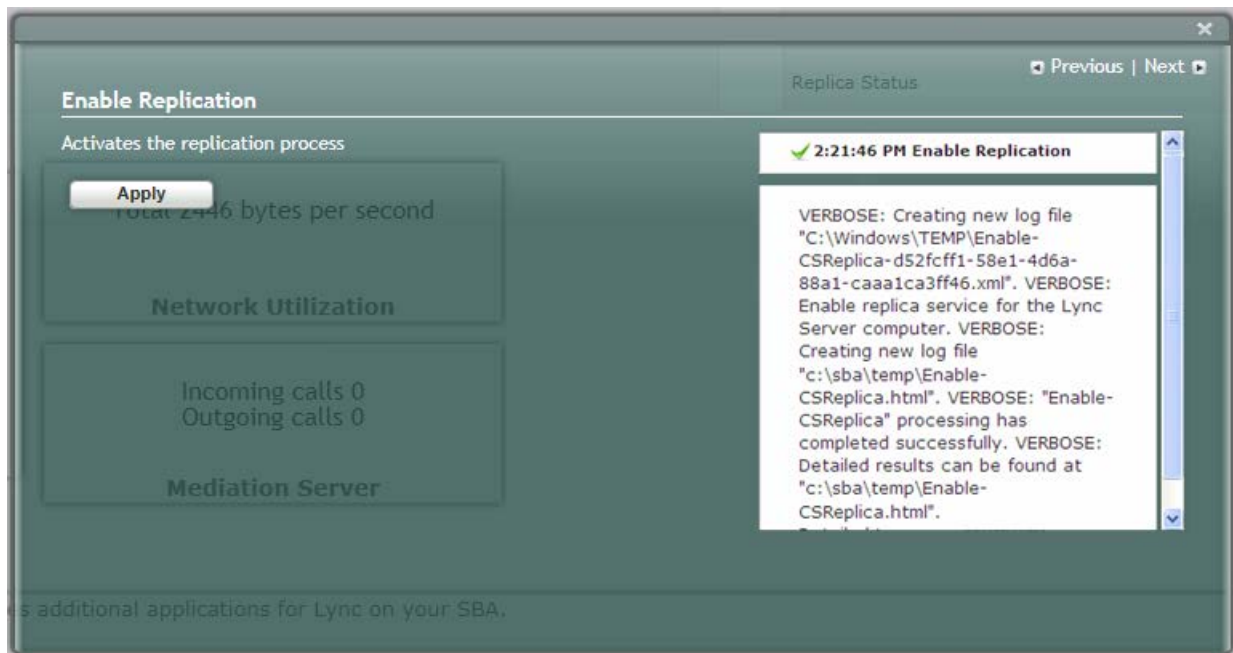 Previous | Next
Replica Status
Enable Replication
Activates the replication process
Apply
Total 2446 bytes per second
Network Utilization
Incoming calls 0
Outgoing calls 0
Mediation Server
2:21:46 PM Enable Replication
VERBOSE: Creating new log file
"C:\Windows\TEMP\Enable-
CSReplica-d52fcff1-58e1-4d6a-
88a1-caaa1ca3ff46.xml". VERBOSE:
Enable replica service for the Lync
Server computer. VERBOSE:
Creating new log file
"c:\sba\temp\Enable-
CSReplica.html". VERBOSE: "Enable-
CSReplica" processing has
completed successfully. VERBOSE:
Detailed results can be found at
"c:\sba\temp\Enable-
CSReplica.html".
additional applications for Lync on your SBA.